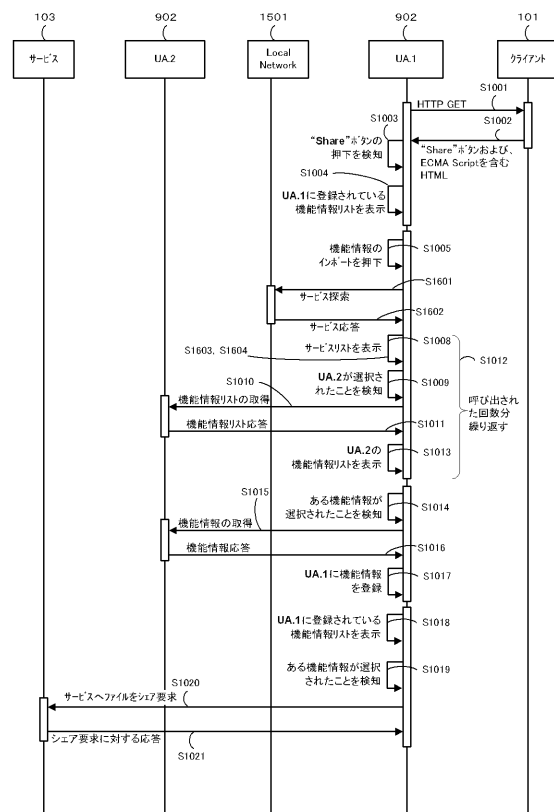 103
902
1501
902
101
サービス
UA.2
Local
Network
UA.1
クライアント
S1001
HTTP GET
S1002
S1003
“Share”ボタンの
押下を検知
“Share”ボタンおよび、
ECMA Scriptを含む
HTML
S1004
UA.1に登録されている
機能情報リストを表示
機能情報の
インポートを押下
S1005
S1601
サービス探索
S1602
サービス応答
S1008
サービスリストを表示
S1603, S1604
S1012
UA.2が選択さ
れたことを検知
S1009
S1010
機能情報リストの取得
呼び出され
た回数分
繰り返す
機能情報リスト応答
S1011
UA.2の
機能情報リストを表示
S1013
ある機能情報が
選択されたことを検知
S1014
S1015
機能情報の取得
機能情報応答
S1016
UA.1に機能情報
を登録
S1017
UA.1に登録されている
機能情報リストを表示
S1018
ある機能情報が選択
されたことを検知
S1019
S1020
サービスへファイルをシェア要求
シェア要求に対する応答
S1021